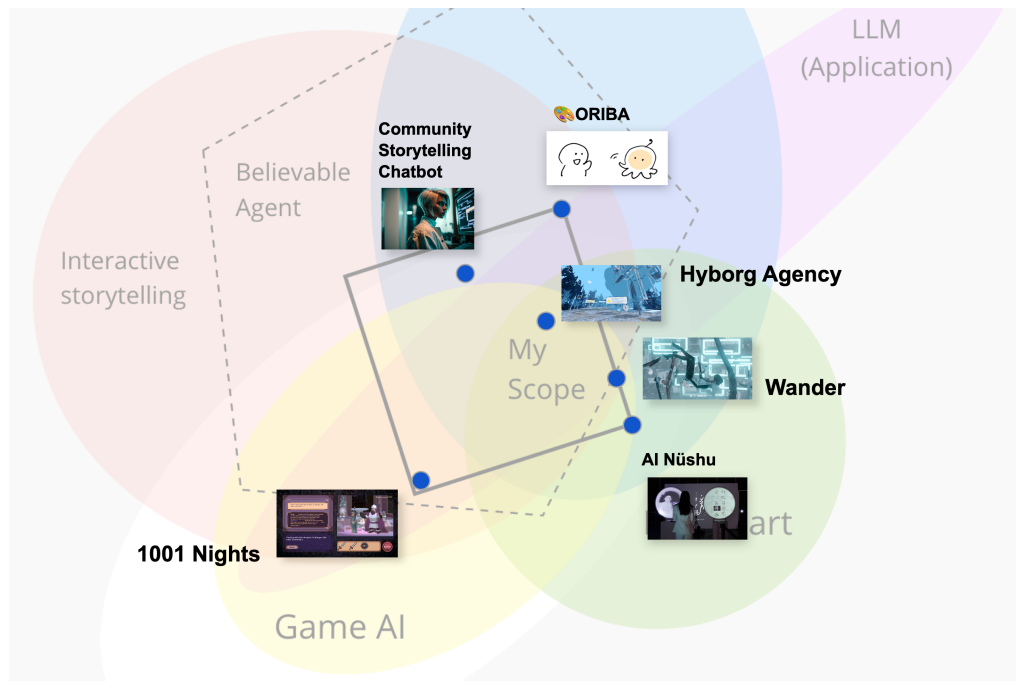 LLM
(Application)
🎨ORIBA
Community
Storytelling
Chatbot
Believable
Agent
Interactive
storytelling
Hyborg Agency
My
Scope
Wander
AI Nüshu
art
1001 Nights
Game AI